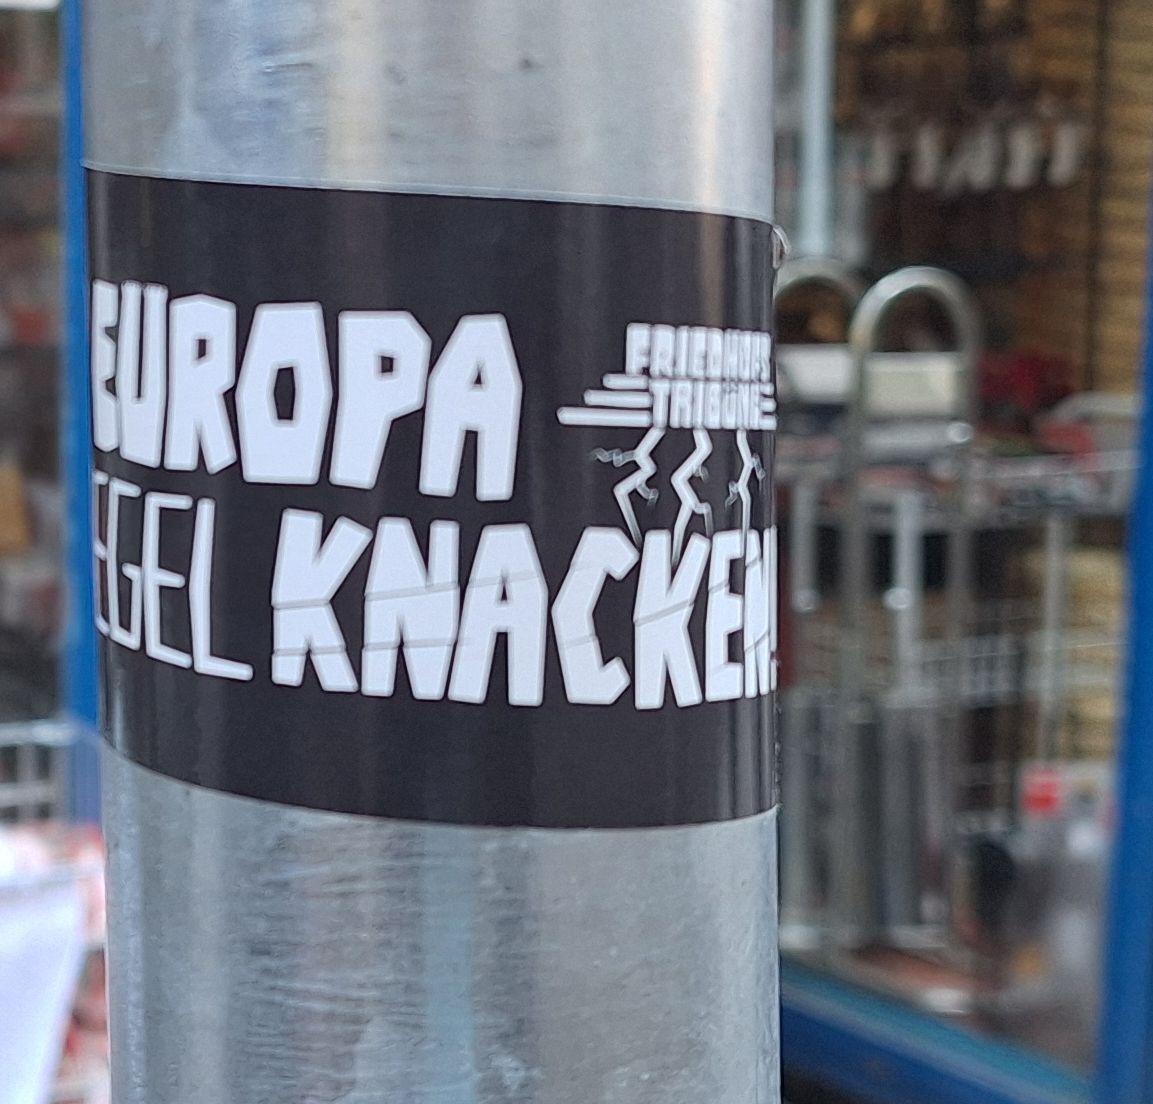 EUROPA
FRIEDHOFS
TRIBÜNE
EGEL KNACKEN!